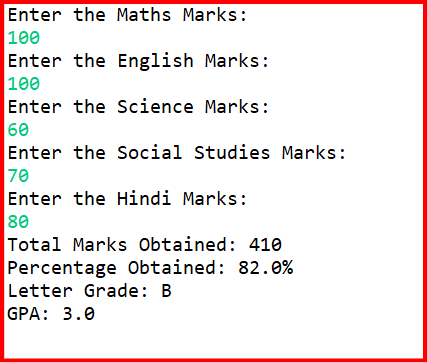 Enter the Maths Marks:
100
Enter the English Marks:
100
Enter the Science Marks:
60
Enter the Social Studies Marks:
70
Enter the Hindi Marks:
80
Total Marks Obtained: 410
Percentage Obtained: 82.0%
Letter Grade: B
GPA: 3.0